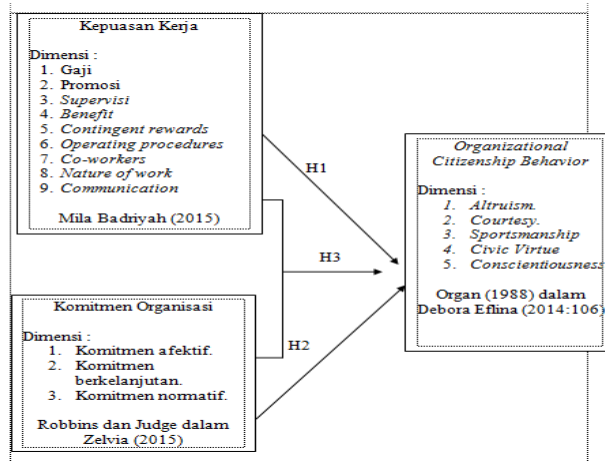 Kepuasan Kerja
Dimensi :
1. Gaji
2. Promosi
3. Supervisi
4. Benefit
5. Contingent rewards
6. Operating procedures
7. Co-workers
8. Nature of work
9. Communication
Mila Badriyah (2015)
H1
H3
H2
Organizational
Citizenship Behavior
Dimensi :
1. Altruism.
2. Courtesy.
3. Sportsmanship
4. Civic Virtue
5. Conscientiousness
Organ (1988) dalam
Debora Eflina (2014:106)
Komitmen Organisasi
Dimensi :
1. Komitmen afektif.
2. Komitmen
berkelanjutan.
3. Komitmen normatif.
Robbins dan Judge dalam
Zelvia (2015)